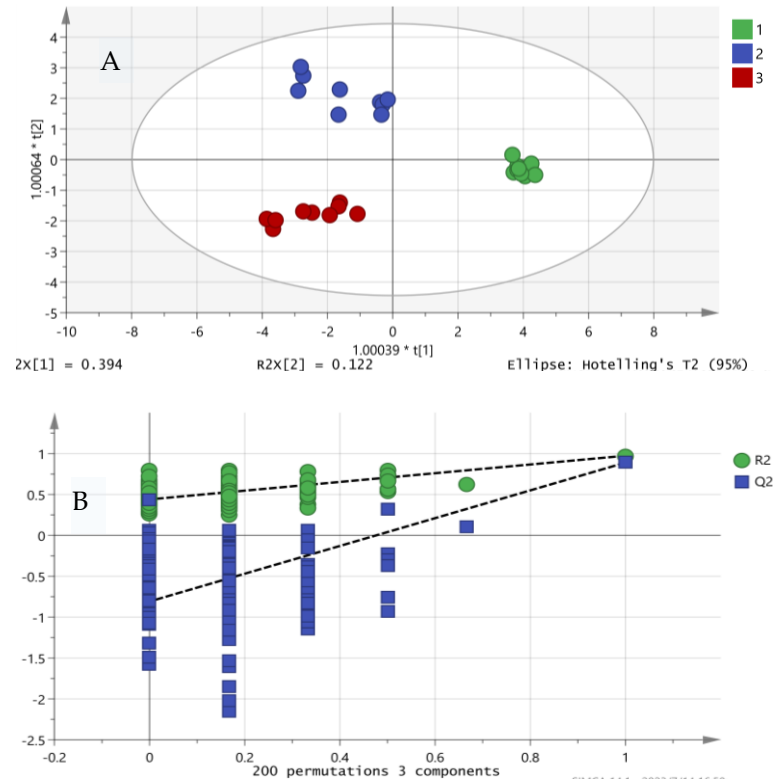 A
1
2
3
4
3
2
1
0
-1
-2
-3
-4
-5
1.00064 * t[2]
-10 -8 -6 -4 -2 0 2 4 6 8
1.00039 * t[1]
2X[1] = 0.394 R2X[2] = 0.122 Ellipse: Hotelling's T2 (95%)
B
R2
Q2
1
0.5
0
-0.5
-1
-1.5
-2
-2.5
-0.2 0 0.2 0.4 0.6 0.8 1
200 permutations 3 components